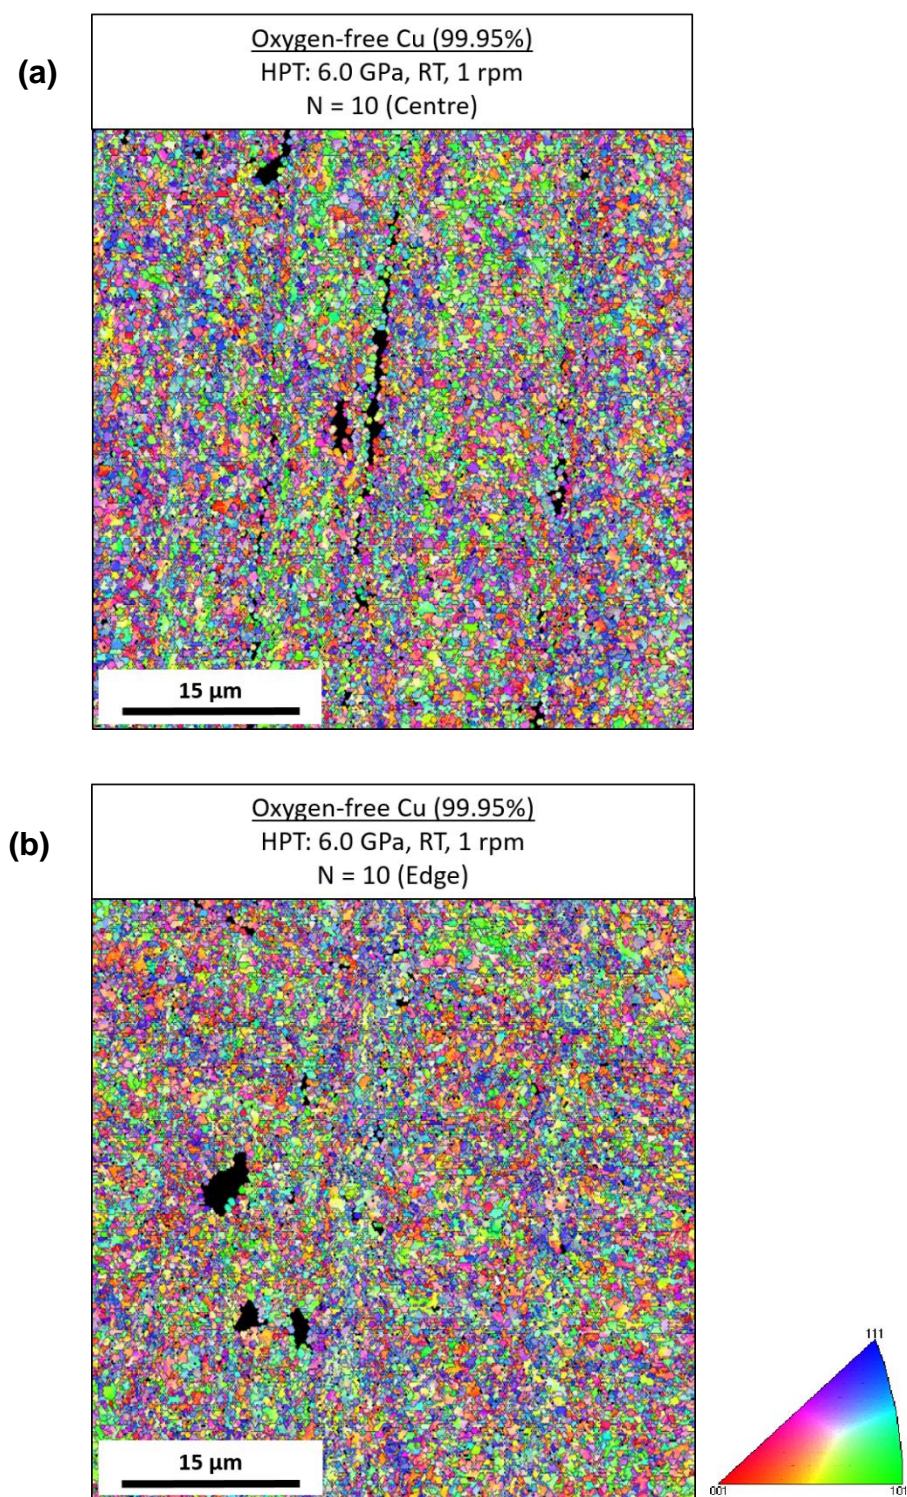 (a)
Oxygen-free Cu (99.95%)
HPT: 6.0 GPa, RT, 1 rpm
N = 10 (Centre)
15 μm
(b)
Oxygen-free Cu (99.95%)
HPT: 6.0 GPa, RT, 1 rpm
N = 10 (Edge)
15 μm
111
001
101